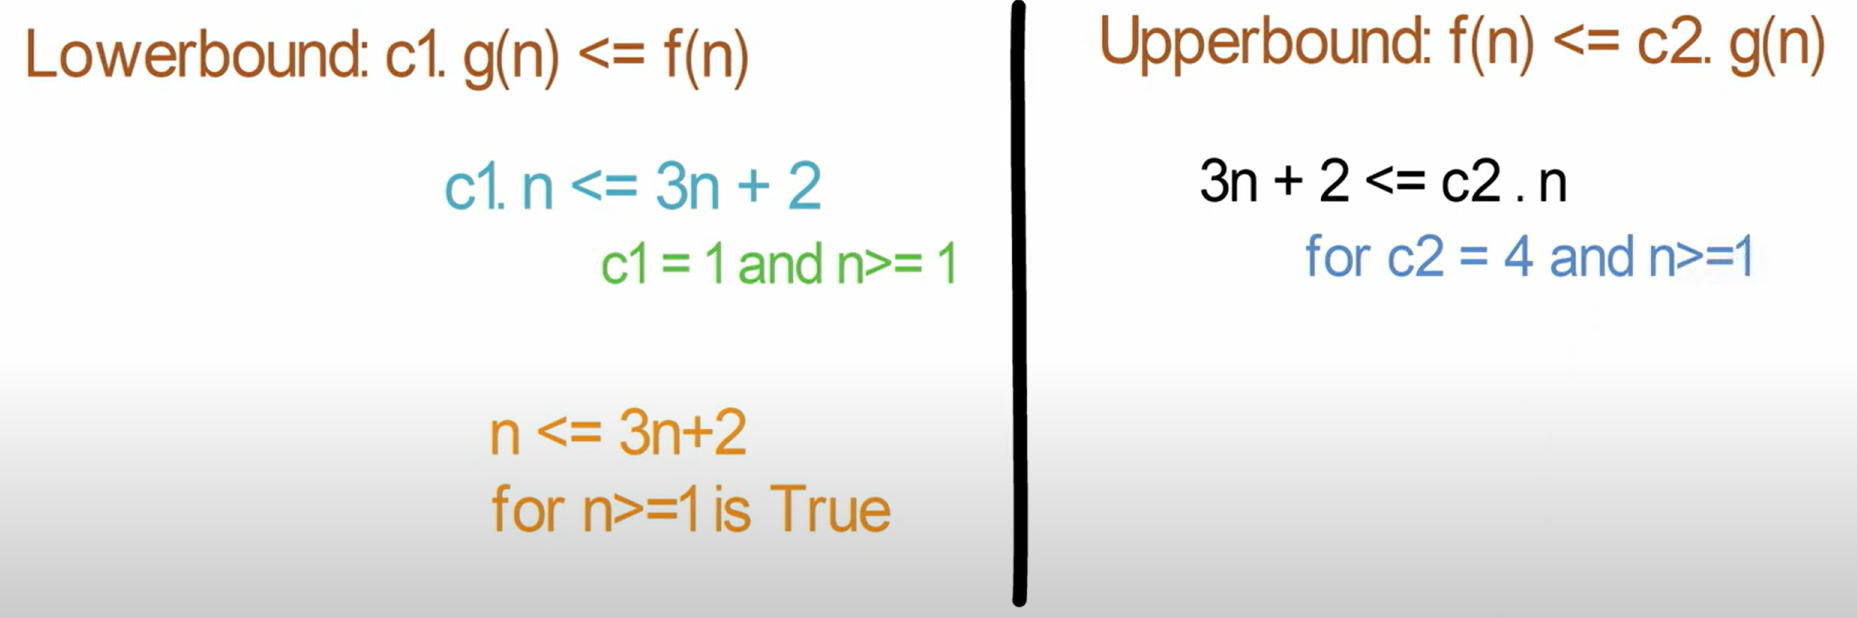 Lowerbound: c1. g(n) <= f(n)
c1. n <= 3n + 2
c1 = 1 and n>= 1
n <= 3n+2
for n>=1 is True
Upperbound: f(n) <= c2. g(n)
3n + 2 <= c2 . n
for c2 = 4 and n>=1